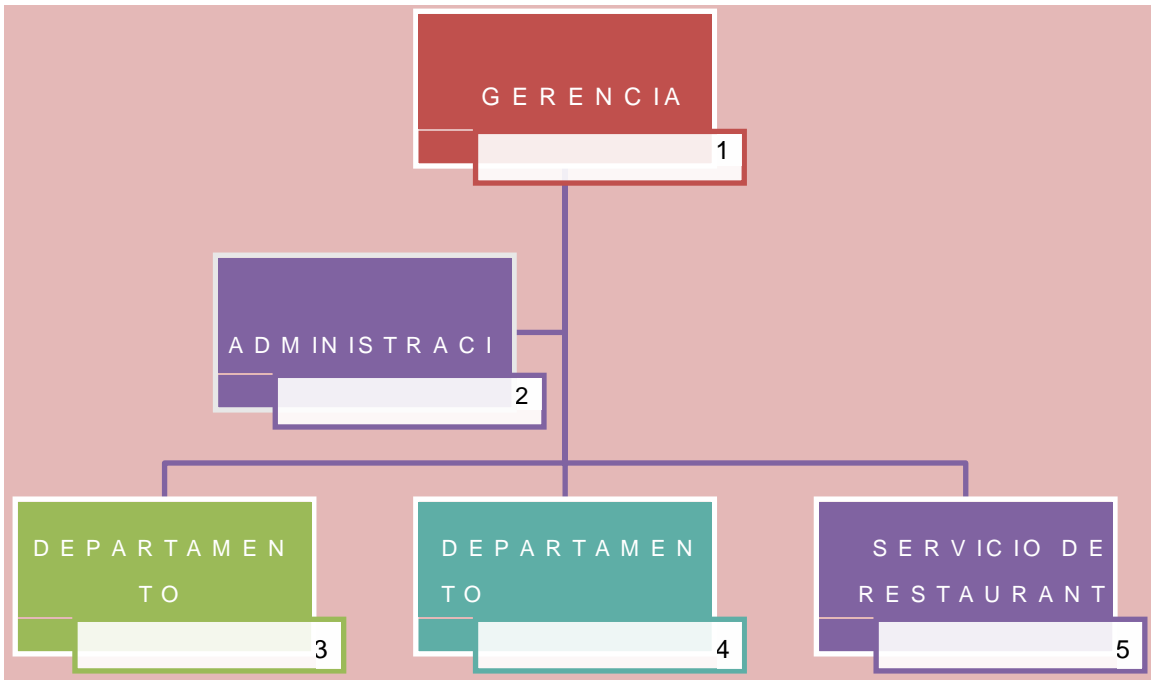 GERENCIA
1
ADMINISTRACI
2
DEPARTAMEN
TO
3
DEPARTAMEN
TO
4
SERVICIO DE
RESTAURANT
5